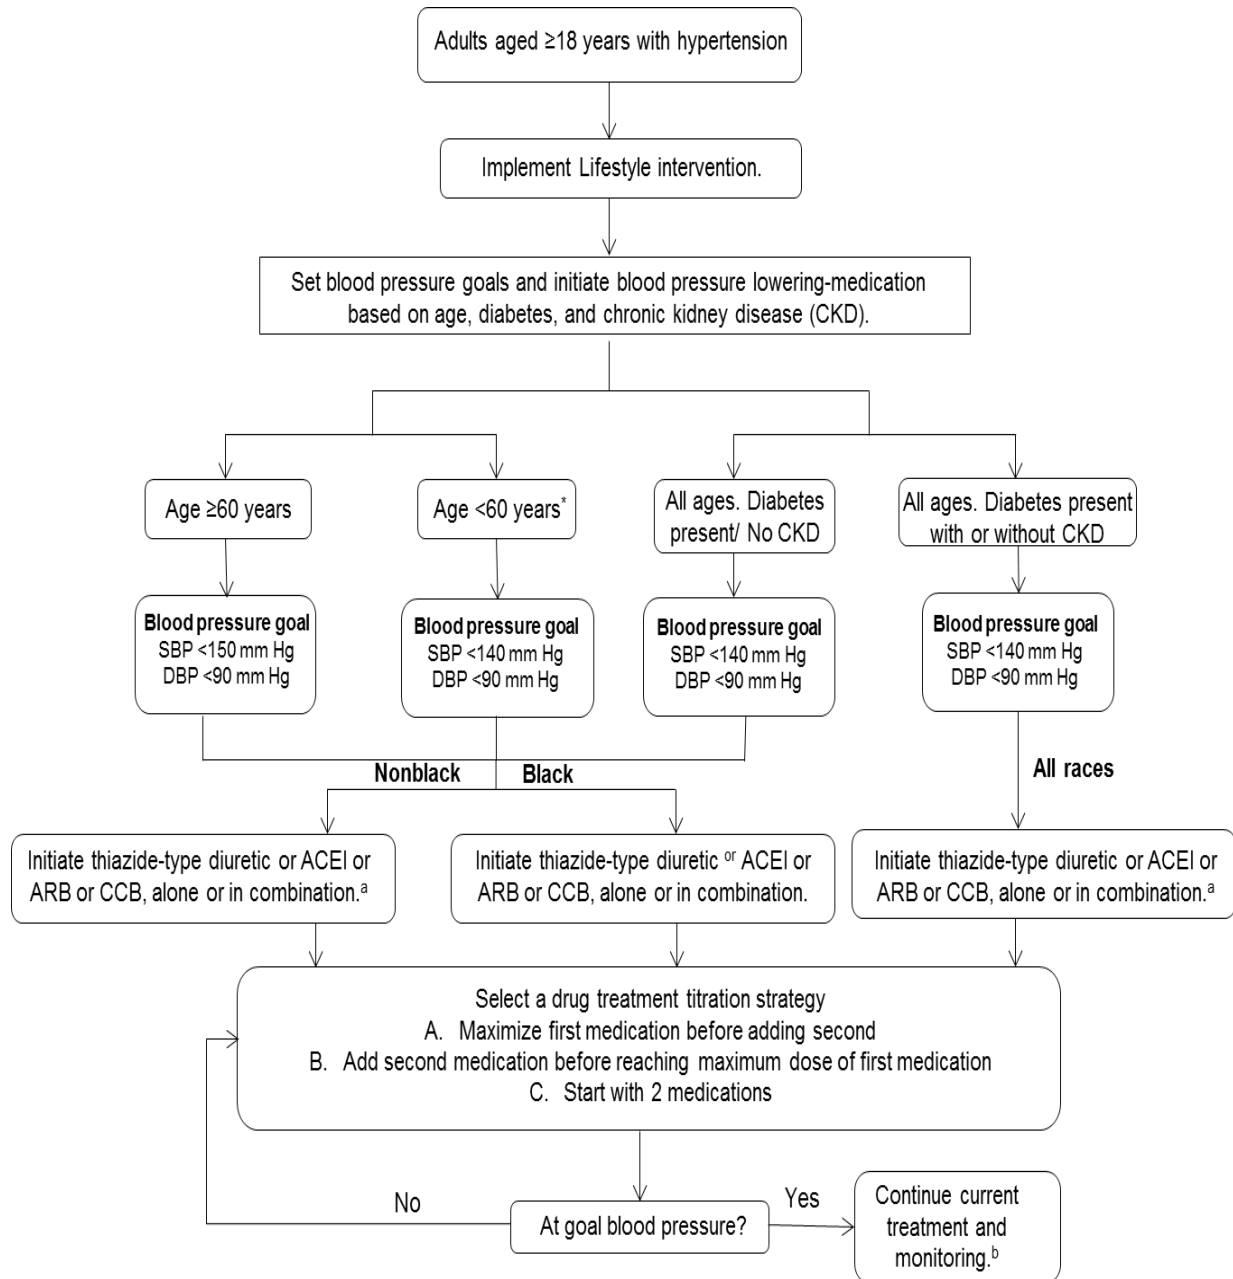 Adults aged ≥18 years with hypertension
Implement Lifestyle intervention.
Set blood pressure goals and initiate blood pressure lowering-medication
based on age, diabetes, and chronic kidney disease (CKD).
Age ≥60 years
Age <60 years*
All ages. Diabetes
present/ No CKD
All ages. Diabetes present
with or without CKD
Blood pressure goal
SBP <150 mm Hg
DBP <90 mm Hg
Blood pressure goal
SBP <140 mm Hg
DBP <90 mm Hg
Blood pressure goal
SBP <140 mm Hg
DBP <90 mm Hg
Blood pressure goal
SBP <140 mm Hg
DBP <90 mm Hg
Nonblack
Black
All races
Initiate thiazide-type diuretic or ACEI or
ARB or CCB, alone or in combination.a
Initiate thiazide-type diuretic or ACEI or
ARB or CCB, alone or in combination.
Initiate thiazide-type diuretic or ACEI or
ARB or CCB, alone or in combination.a
Select a drug treatment titration strategy
A. Maximize first medication before adding second
B. Add second medication before reaching maximum dose of first medication
C. Start with 2 medications
No
At goal blood pressure?
Yes
Continue current
treatment and
monitoring.b